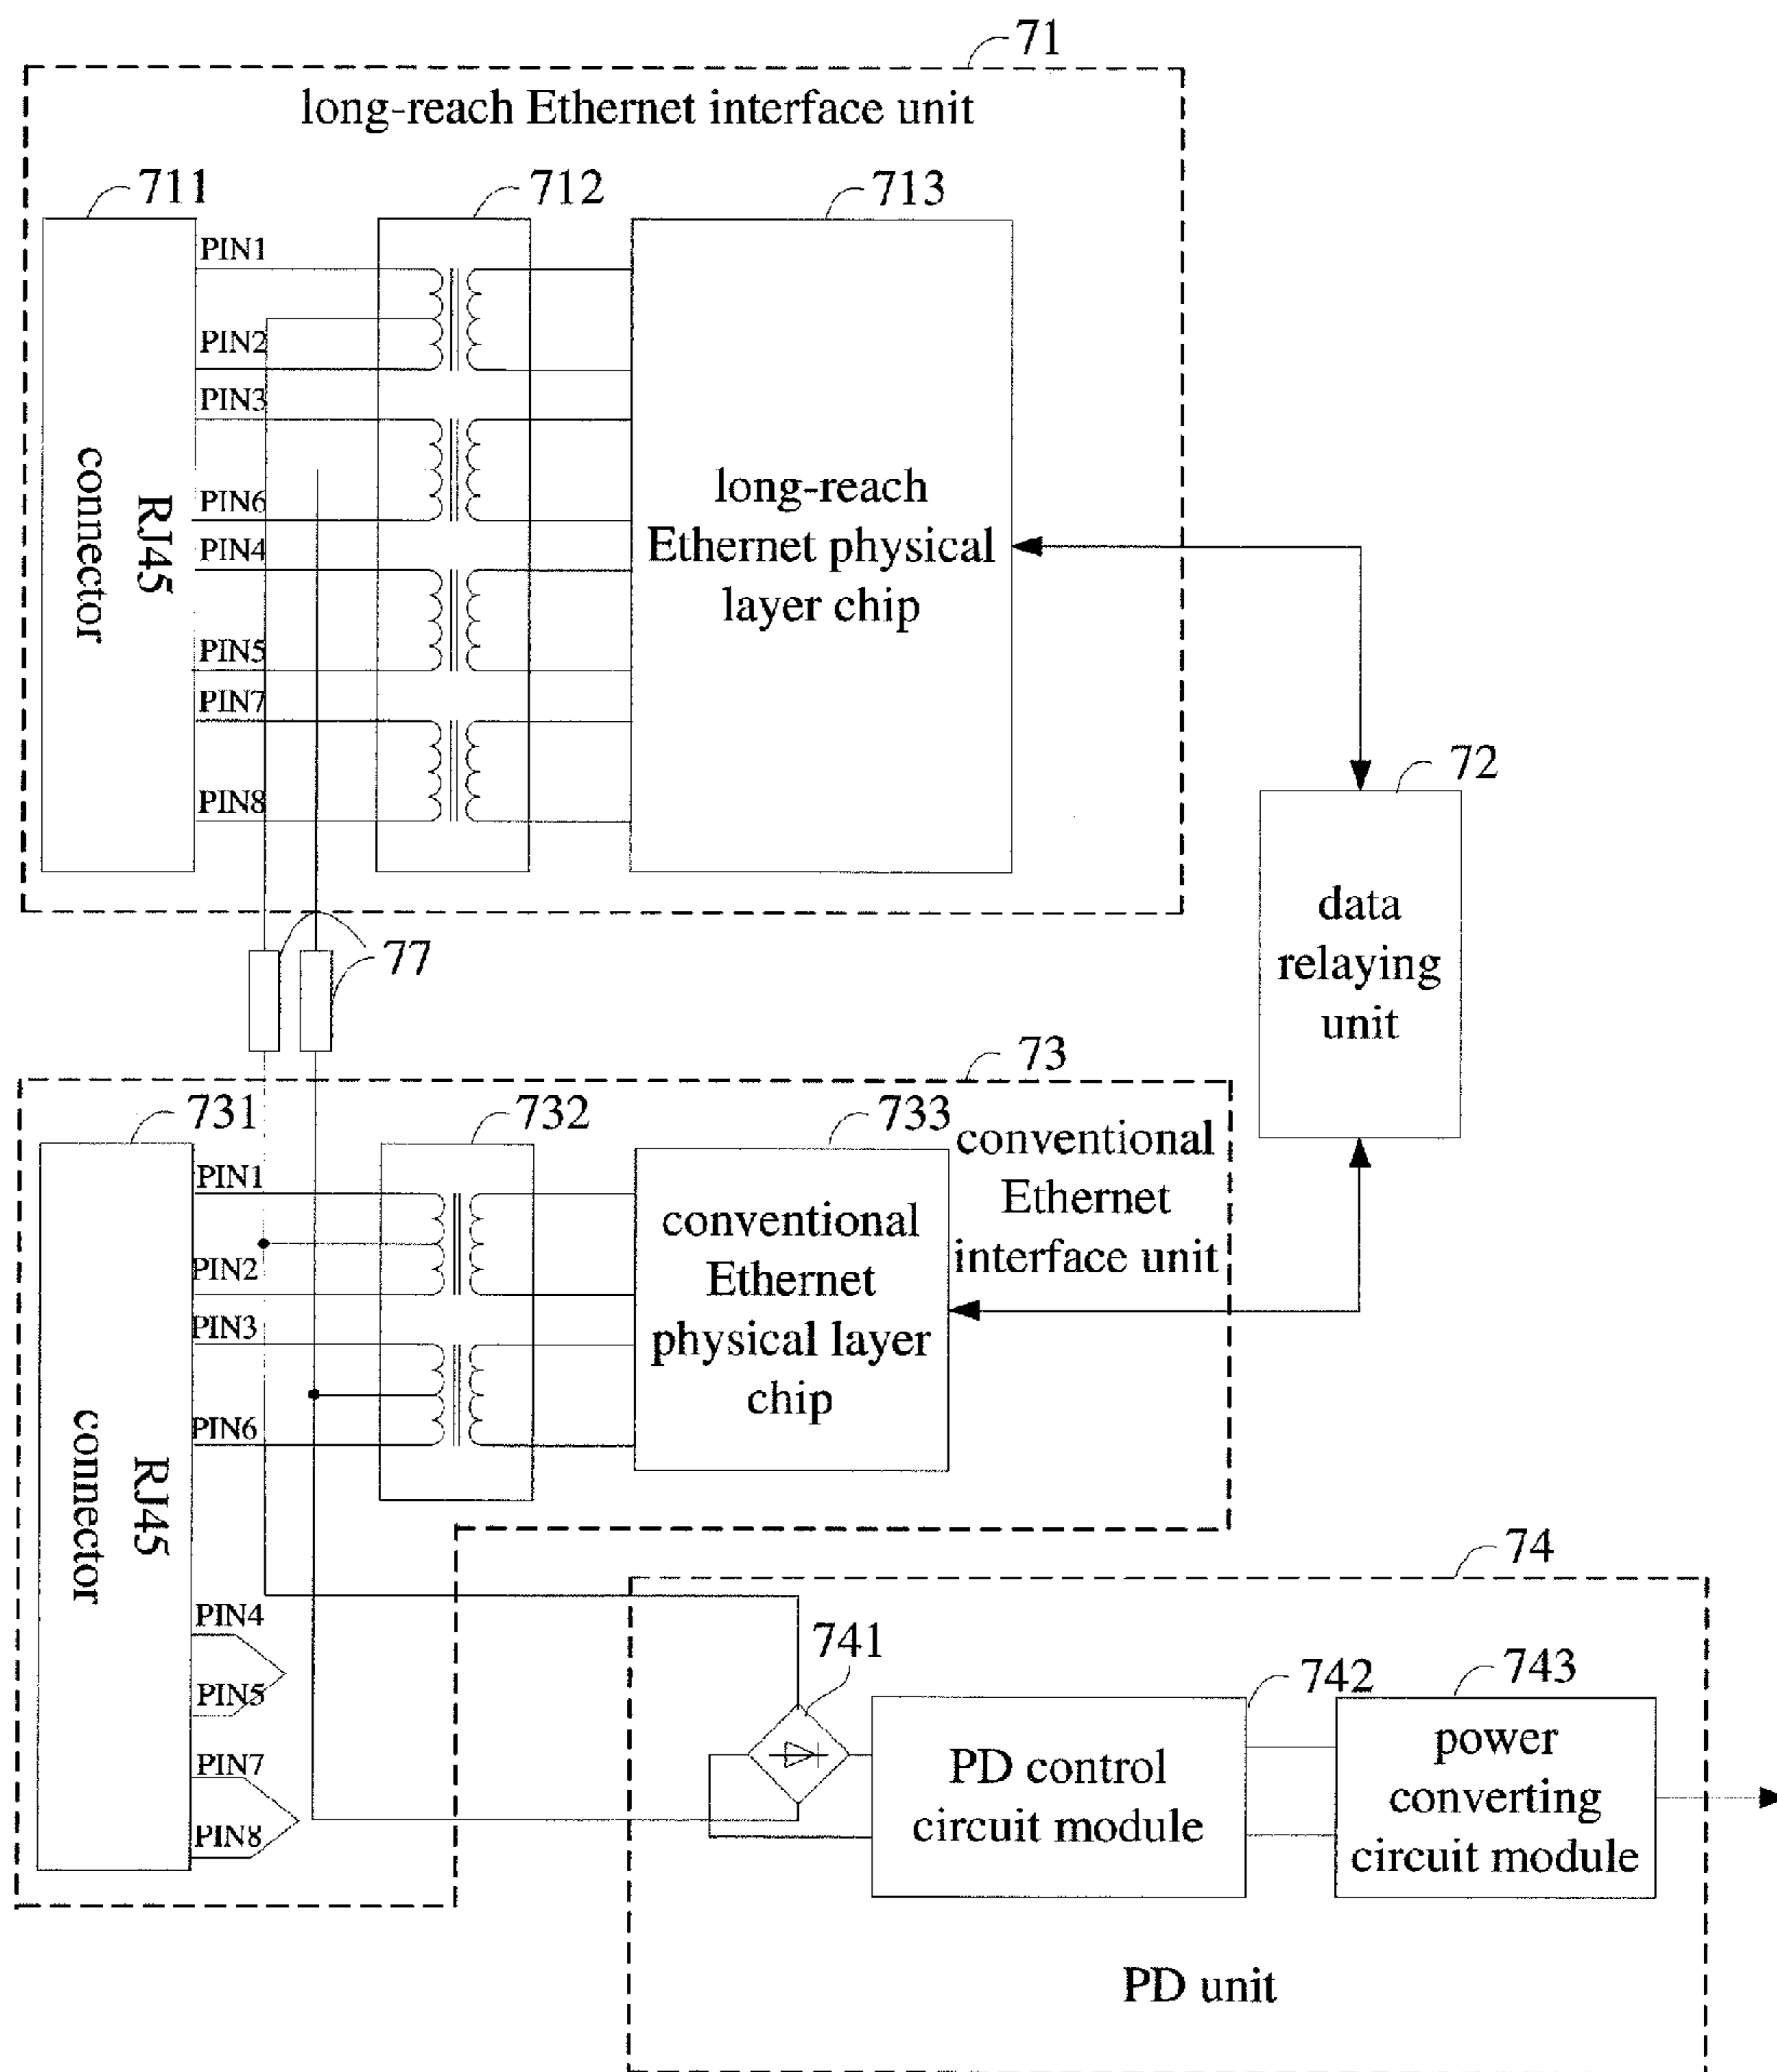 71
long-reach Ethernet interface unit
711
712
713
PIN1
PIN2
PIN3
PIN6
PIN4
PIN5
PIN7
PIN8
RJ45
connector
long-reach
Ethernet physical
layer chip
72
data
relaying
unit
77
73
731
732
733
conventional
Ethernet
interface unit
PIN1
PIN2
PIN3
PIN6
conventional
Ethernet
physical layer
chip
RJ45
connector
PIN4
PIN5
PIN7
PIN8
74
741
742
743
PD control
circuit module
power
converting
circuit module
PD unit